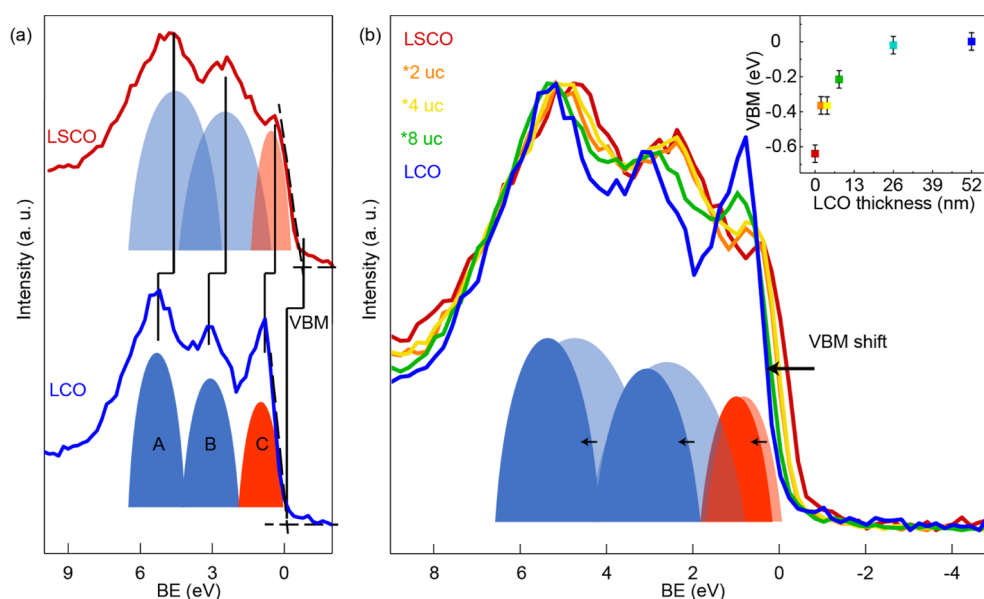 (a)
Intensity (a. u.)
LSCO
VBM
LCO
A
B
C
9
6
3
0
BE (eV)
(b)
Intensity (a. u.)
LSCO
*2 uc
*4 uc
*8 uc
LCO
VBM shift
8
6
4
2
0
-2
-4
BE (eV)
VBM (eV)
0
-0.2
-0.4
-0.6
0
13
26
39
52
LCO thickness (nm)